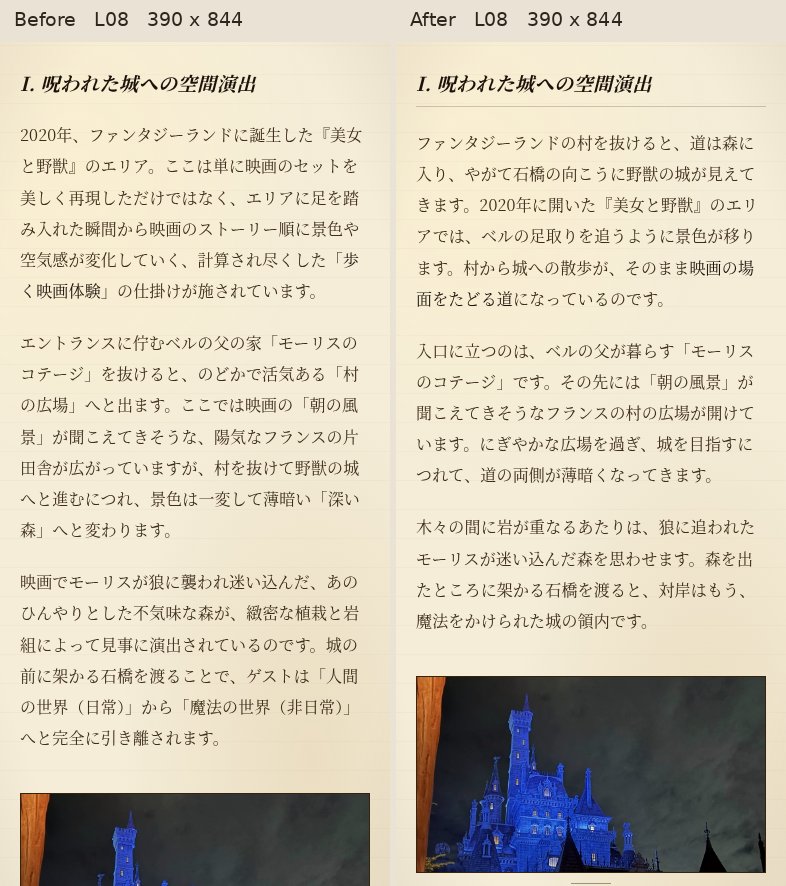 Before L08 390 x 844
I. 呪われた城への空間演出
2020年、ファンタジーランドに誕生した『美女
と野獣』のエリア。ここは単に映画のセットを
美しく再現しただけではなく、エリアに足を踏
み入れた瞬間から映画のストーリー順に景色や
空気感が変化していく、計算され尽くした「歩
く映画体験」の仕掛けが施されています。
エントランスに佇むベルの父の家「モーリスの
コテージ」を抜けると、のどかで活気ある「村
の広場」へと出ます。ここでは映画の「朝の風
景」が聞こえてきそうな、陽気なフランスの片
田舎が広がっていますが、村を抜けて野獣の城
へと進むにつれ、景色は一変して薄暗い「深い
森」へと変わります。
映画でモーリスが狼に襲われ迷い込んだ、あの
ひんやりとした不気味な森が、緻密な植栽と岩
組によって見事に演出されているのです。城の
前に架かる石橋を渡ることで、ゲストは「人間
の世界（日常）」から「魔法の世界（非日常）」
へと完全に引き離されます。
After L08 390 x 844
I. 呪われた城への空間演出
ファンタジーランドの村を抜けると、道は森に
入り、やがて石橋の向こうに野獣の城が見えて
きます。2020年に開いた『美女と野獣』のエリ
アでは、ベルの足取りを追うように景色が移り
ます。村から城への散歩が、そのまま映画の場
面をたどる道になっているのです。
入口に立つのは、ベルの父が暮らす「モーリス
のコテージ」です。その先には「朝の風景」が
聞こえてきそうなフランスの村の広場が開けて
います。にぎやかな広場を過ぎ、城を目指すに
つれて、道の両側が薄暗くなってきます。
木々の間に岩が重なるあたりは、狼に追われた
モーリスが迷い込んだ森を思わせます。森を出
たところに架かる石橋を渡ると、対岸はもう、
魔法をかけられた城の領内です。